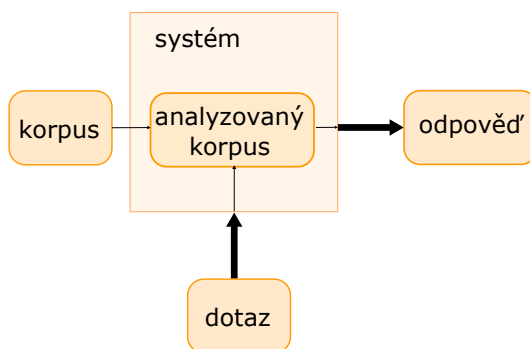 systém
korpus
analyzovaný
korpus
odpověď
dotaz